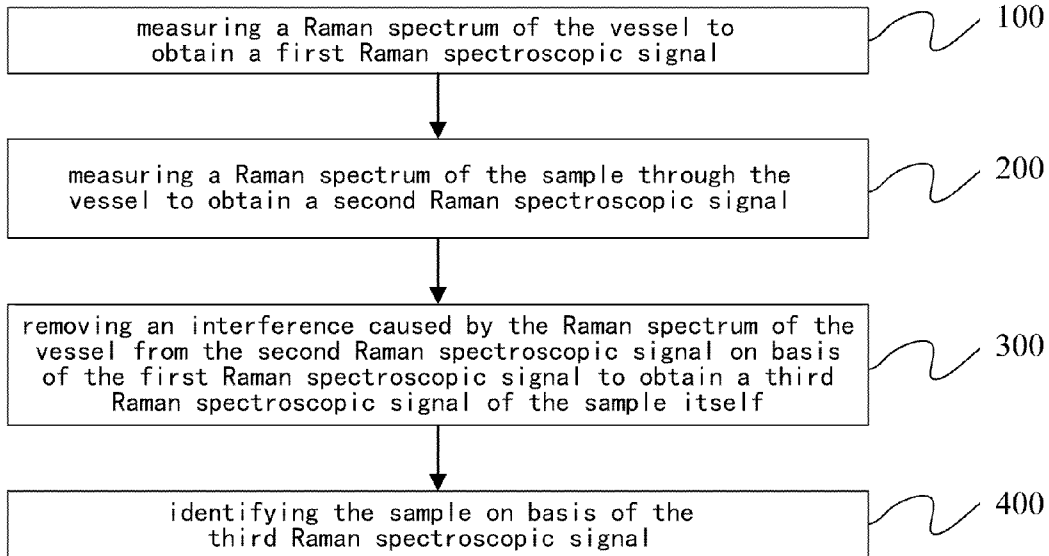 measuring a Raman spectrum of the vessel to
obtain a first Raman spectroscopic signal
100
measuring a Raman spectrum of the sample through the
vessel to obtain a second Raman spectroscopic signal
200
removing an interference caused by the Raman spectrum of the
vessel from the second Raman spectroscopic signal on basis
of the first Raman spectroscopic signal to obtain a third
Raman spectroscopic signal of the sample itself
300
identifying the sample on basis of the
third Raman spectroscopic signal
400